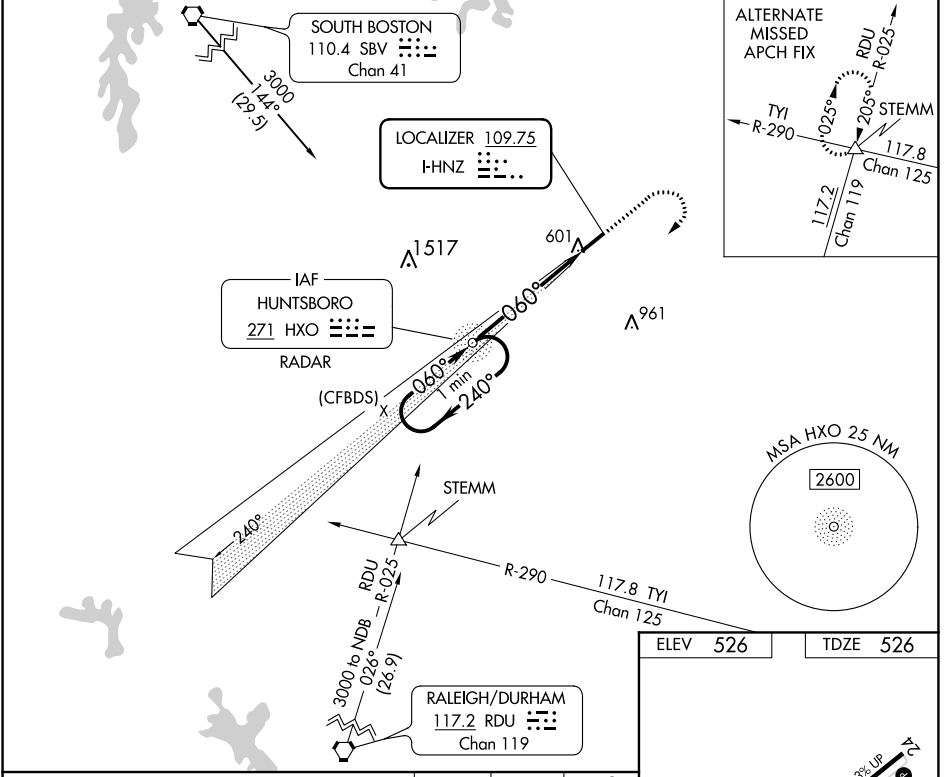 SOUTH BOSTON
110.4 SBV
Chan 41
3000
144°
(29.5)
LOCALIZER 109.75
I-HNZ
ALTERNATE
MISSED
APCH FIX
RDU
R-025
TYI
R-290
025°
205°
STEMM
117.8
Chan 125
117.2
Chan 119
1517
601
961
IAF
HUNTSBORO
271 HXO
RADAR
(CFBDS)
X
060°
060°
1 min
240°
240°
MSA HXO 25 NM
2600
STEMM
R-290
117.8 TYI
Chan 125
3000 to NDB
RDU
R-025
026°
(26.9)
RALEIGH/DURHAM
117.2 RDU
Chan 119
ELEV 526
TDZE 526
24
3% UP